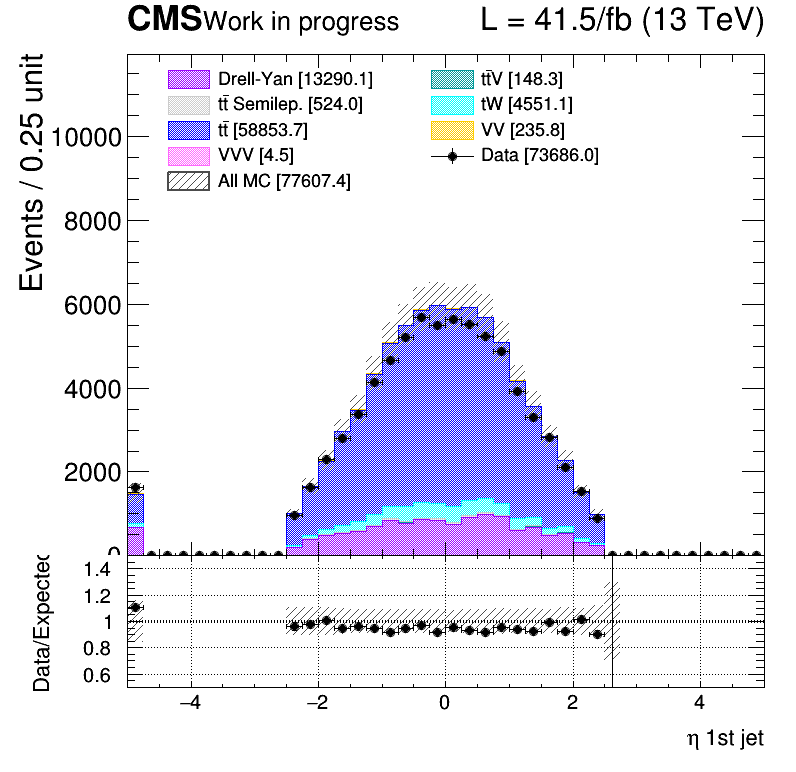 CMS Work in progress L = 41.5/fb (13 TeV)
Events / 0.25 unit
Drell-Yan [13290.1]
tt̄ Semilep. [524.0]
tt̄ [58853.7]
VVV [4.5]
All MC [77607.4]
tt̄V [148.3]
tW [4551.1]
VV [235.8]
Data [73686.0]
10000
8000
6000
4000
2000
0
Data/Expected
1.4
1.2
1
0.8
0.6
−4 −2 0 2 4
η 1st jet